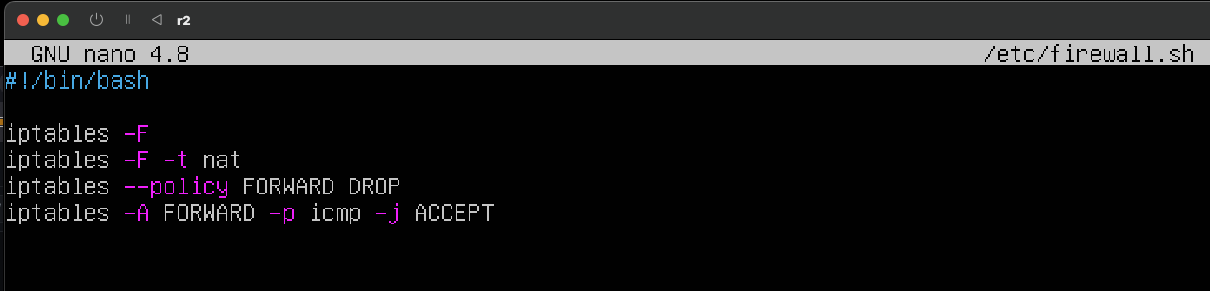 r2
GNU nano 4.8 /etc/firewall.sh
#!/bin/bash
iptables -F
iptables -F -t nat
iptables --policy FORWARD DROP
iptables -A FORWARD -p icmp -j ACCEPT